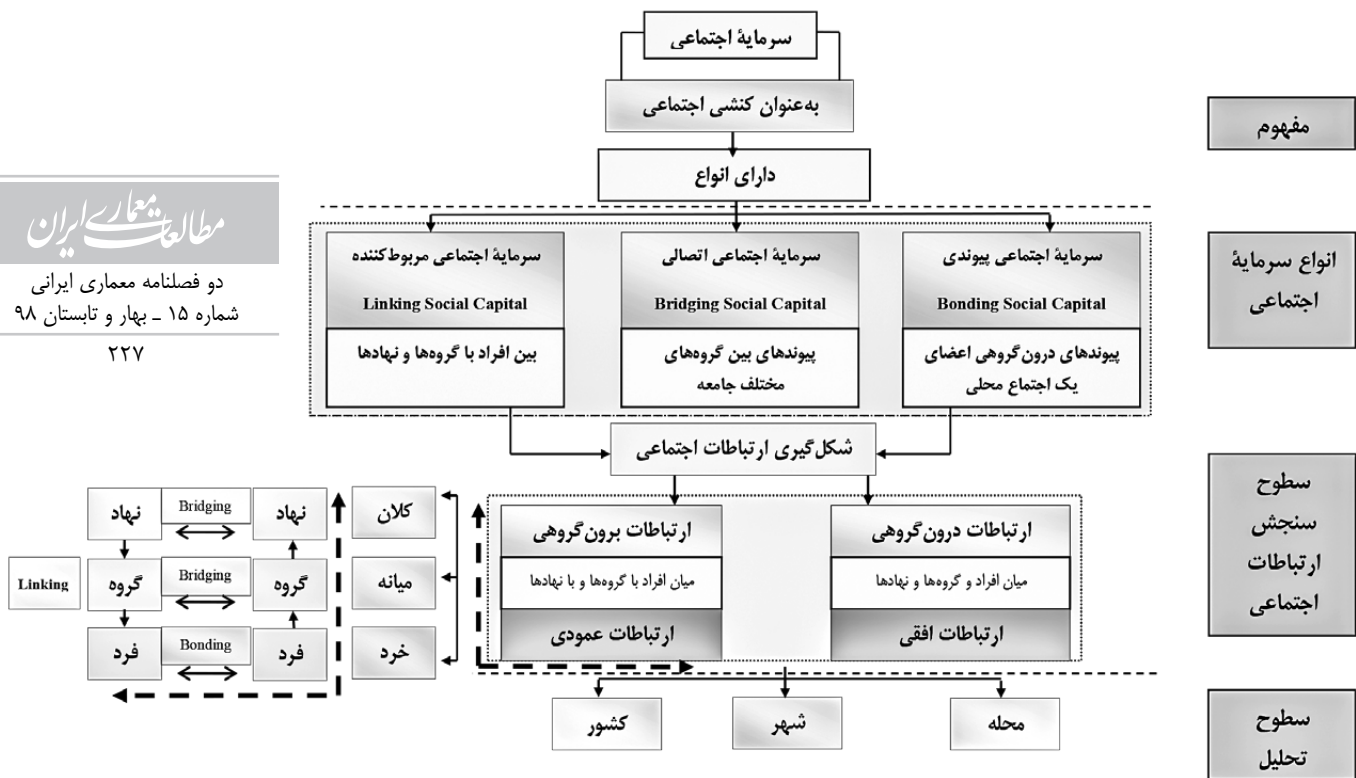 سرمایهٔ اجتماعی
به‌عنوان کنشی اجتماعی
مفهوم
دارای انواع
مطالعات معماری ایران
دو فصلنامه معماری ایرانی
شماره ۱۵ ـ بهار و تابستان ۹۸
۲۲۷
انواع سرمایهٔ
اجتماعی
سرمایهٔ اجتماعی پیوندی
Bonding Social Capital
پیوندهای درون‌گروهی اعضای
یک اجتماع محلی
سرمایهٔ اجتماعی اتصالی
Bridging Social Capital
پیوندهای بین گروه‌های
مختلف جامعه
سرمایهٔ اجتماعی مربوط‌کننده
Linking Social Capital
بین افراد با گروه‌ها و نهادها
شکل‌گیری ارتباطات اجتماعی
سطوح
سنجش
ارتباطات
اجتماعی
ارتباطات درون‌گروهی
میان افراد و گروه‌ها و نهادها
ارتباطات افقی
ارتباطات برون‌گروهی
میان افراد با گروه‌ها و با نهادها
ارتباطات عمودی
کلان
میانه
خرد
نهاد
Bridging
نهاد
گروه
Bridging
گروه
Linking
فرد
Bonding
فرد
سطوح
تحلیل
محله
شهر
کشور